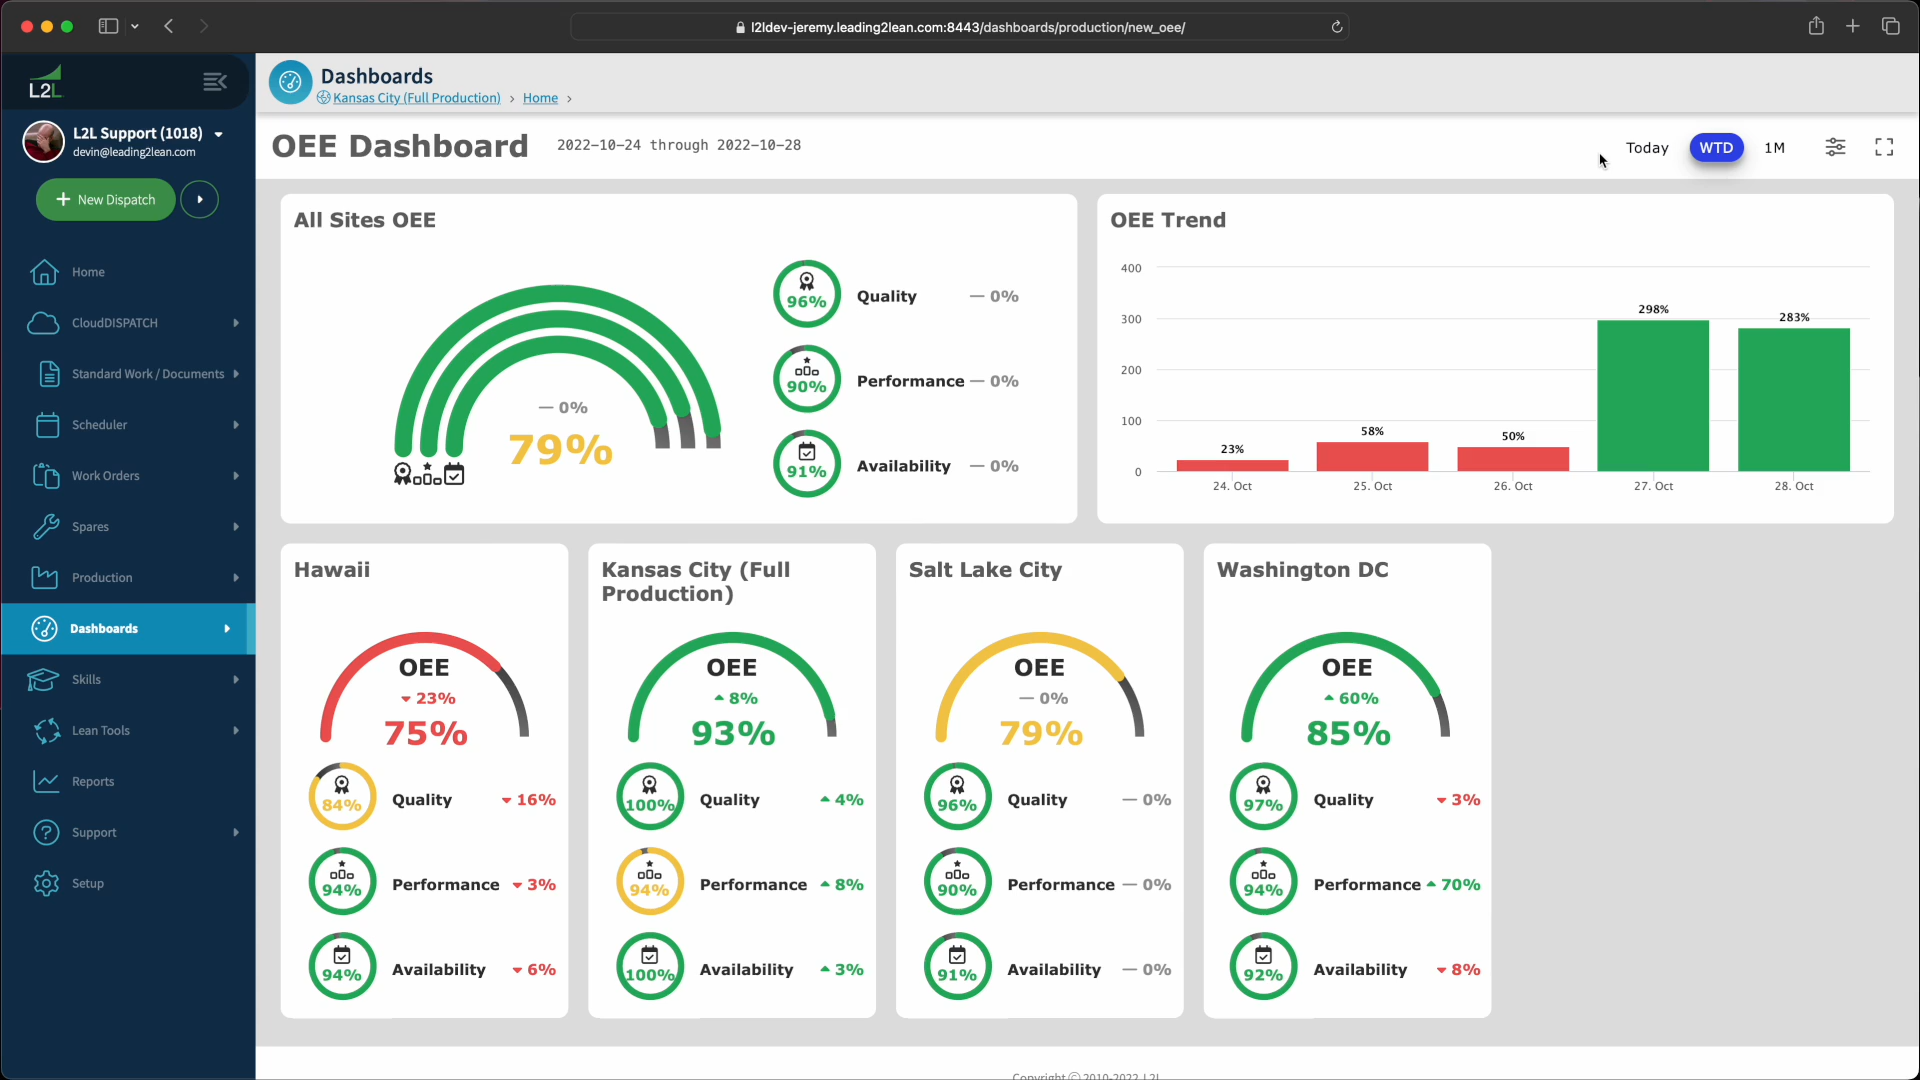 l2ldev-jeremy.leading2lean.com:8443/dashboards/production/new_oee/
L2L
L2L Support (1018)
devin@leading2lean.com
+ New Dispatch
Home
CloudDISPATCH
Standard Work / Documents
Scheduler
Work Orders
Spares
Production
Dashboards
Skills
Lean Tools
Reports
Support
Setup
Dashboards
Kansas City (Full Production) › Home ›
OEE Dashboard
2022-10-24 through 2022-10-28
Today
WTD
1M
All Sites OEE
— 0%
79%
96% Quality — 0%
90% Performance — 0%
91% Availability — 0%
OEE Trend
400
300
200
100
0
23%
58%
50%
298%
283%
24. Oct
25. Oct
26. Oct
27. Oct
28. Oct
Hawaii
OEE
23%
75%
84% Quality 16%
94% Performance 3%
94% Availability 6%
Kansas City (Full
Production)
OEE
8%
93%
100% Quality 4%
94% Performance 8%
100% Availability 3%
Salt Lake City
OEE
— 0%
79%
96% Quality — 0%
90% Performance — 0%
91% Availability — 0%
Washington DC
OEE
60%
85%
97% Quality 3%
94% Performance 70%
92% Availability 8%
Copyright © 2010-2022 L2L